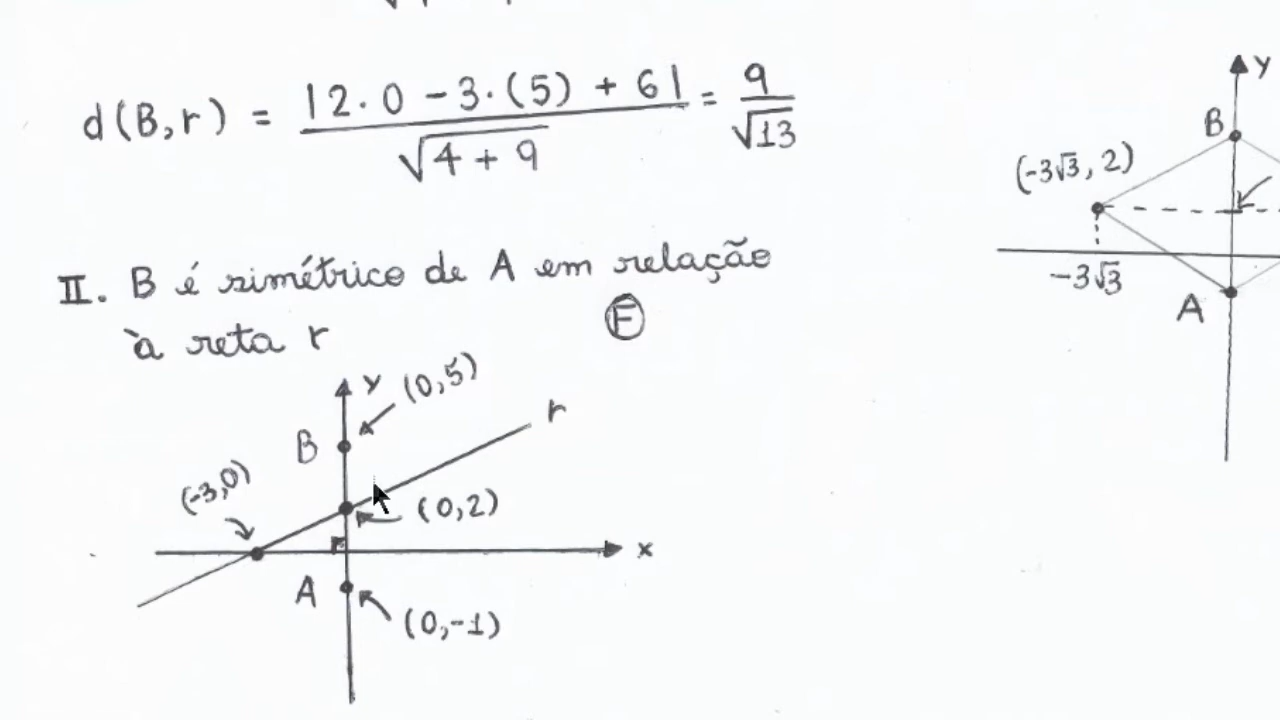 d(B,r) = |2·0 -3·(5) + 6| / √4 + 9 = 9 / √13
II. B é simétrico de A em relação
à reta r
F
y
(0,5)
r
B
(-3,0)
(0,2)
x
A
(0,-1)
y
B
(-3√3, 2)
-3√3
A